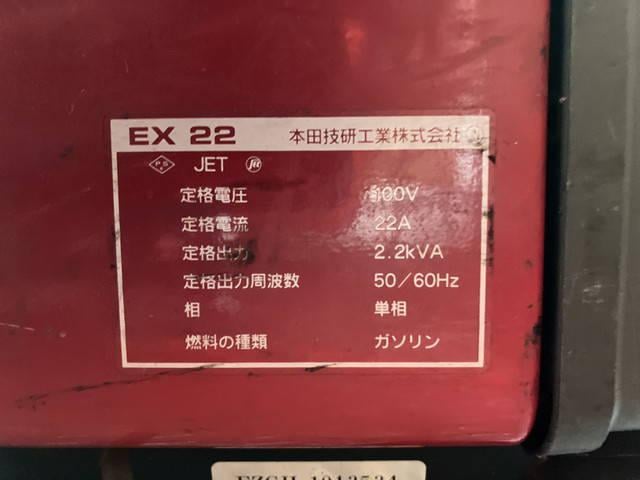 EX 22 本田技研工業株式会社
PS E JET
定格電圧 100V
定格電流 22A
定格出力 2.2kVA
定格出力周波数 50/60Hz
相 単相
燃料の種類 ガソリン